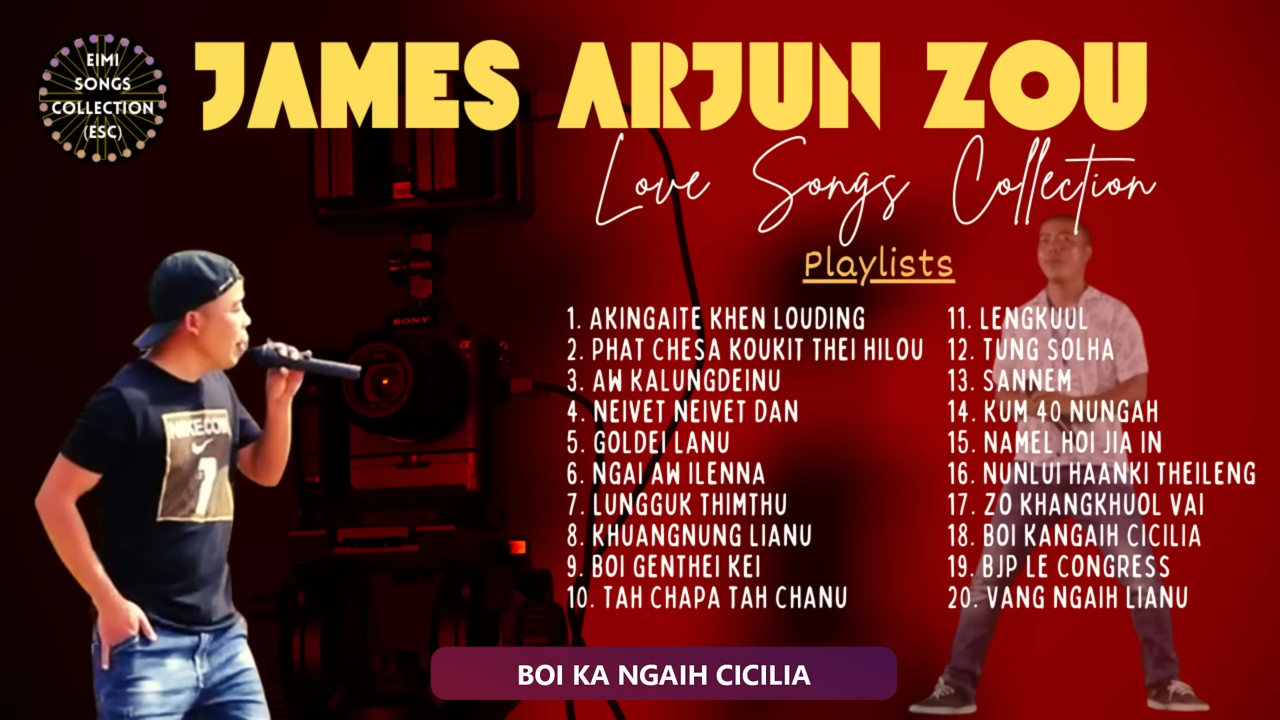 EIMI
SONGS
COLLECTION
(ESC)
JAMES ARJUN ZOU
Love Songs Collection
Playlists
1. AKINGAITE KHEN LOUDING
2. PHAT CHESA KOUKIT THEI HILOU
3. AW KALUNGDEINU
4. NEIVET NEIVET DAN
5. GOLDEI LANU
6. NGAI AW ILENNA
7. LUNGGUK THIMTHU
8. KHUANGNUNG LIANU
9. BOI GENTHEI KEI
10. TAH CHAPA TAH CHANU
11. LENGKUUL
12. TUNG SOLHA
13. SANNEM
14. KUM 40 NUNGAH
15. NAMEL HOI JIA IN
16. NUNLUI HAANKI THEILENG
17. ZO KHANGKHUOL VAI
18. BOI KANGAIH CICILIA
19. BJP LE CONGRESS
20. VANG NGAIH LIANU
SONY
NIKE.COM
1
BOI KA NGAIH CICILIA